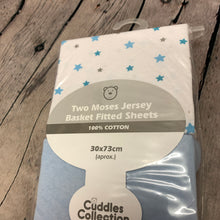 Two Moses Jersey
Basket Fitted Sheets
100% COTTON
30x73cm
(aprox.)
Cuddles
Collection